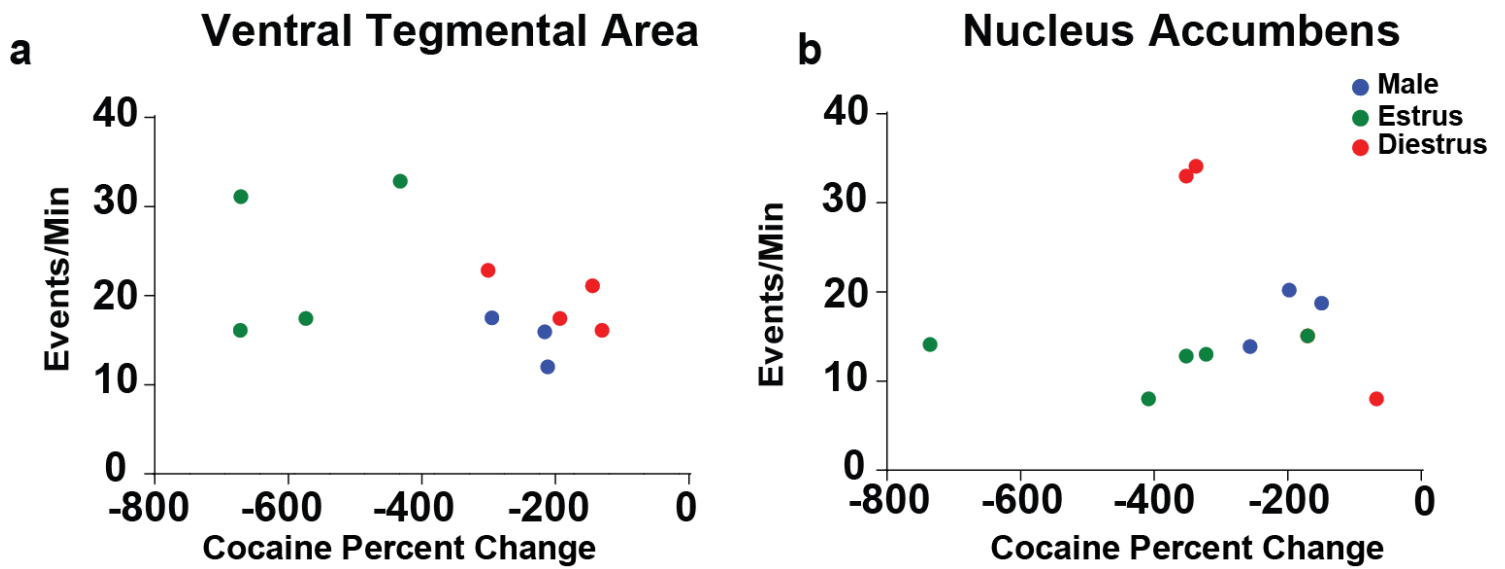 a
Ventral Tegmental Area
Events/Min
40
30
20
10
0
-800 -600 -400 -200 0
Cocaine Percent Change
b
Nucleus Accumbens
Male
Estrus
Diestrus
Events/Min
40
30
20
10
0
-800 -600 -400 -200 0
Cocaine Percent Change